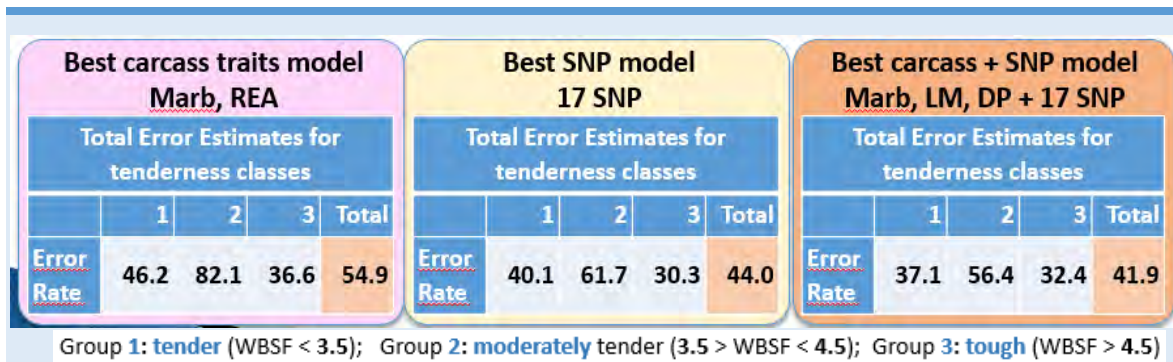 Best carcass traits model
Marb, REA
Total Error Estimates for
tenderness classes
1 2 3 Total
Error
Rate
46.2 82.1 36.6 54.9
Best SNP model
17 SNP
Total Error Estimates for
tenderness classes
1 2 3 Total
Error
Rate
40.1 61.7 30.3 44.0
Best carcass + SNP model
Marb, LM, DP + 17 SNP
Total Error Estimates for
tenderness classes
1 2 3 Total
Error
Rate
37.1 56.4 32.4 41.9
Group 1: tender (WBSF < 3.5); Group 2: moderately tender (3.5 > WBSF < 4.5); Group 3: tough (WBSF > 4.5)